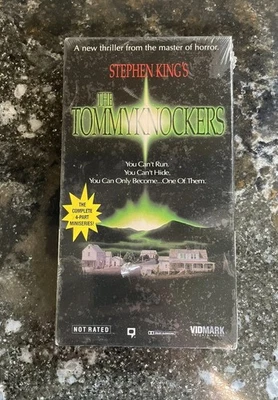 A new thriller from the master of horror.
STEPHEN KING'S
THE
TOMMYKNOCKERS
You Can't Run.
You Can't Hide.
You Can Only Become...One Of Them.
THE
COMPLETE
4-PART
MINISERIES!
NOT RATED
VIDMARK
ENTERTAINMENT